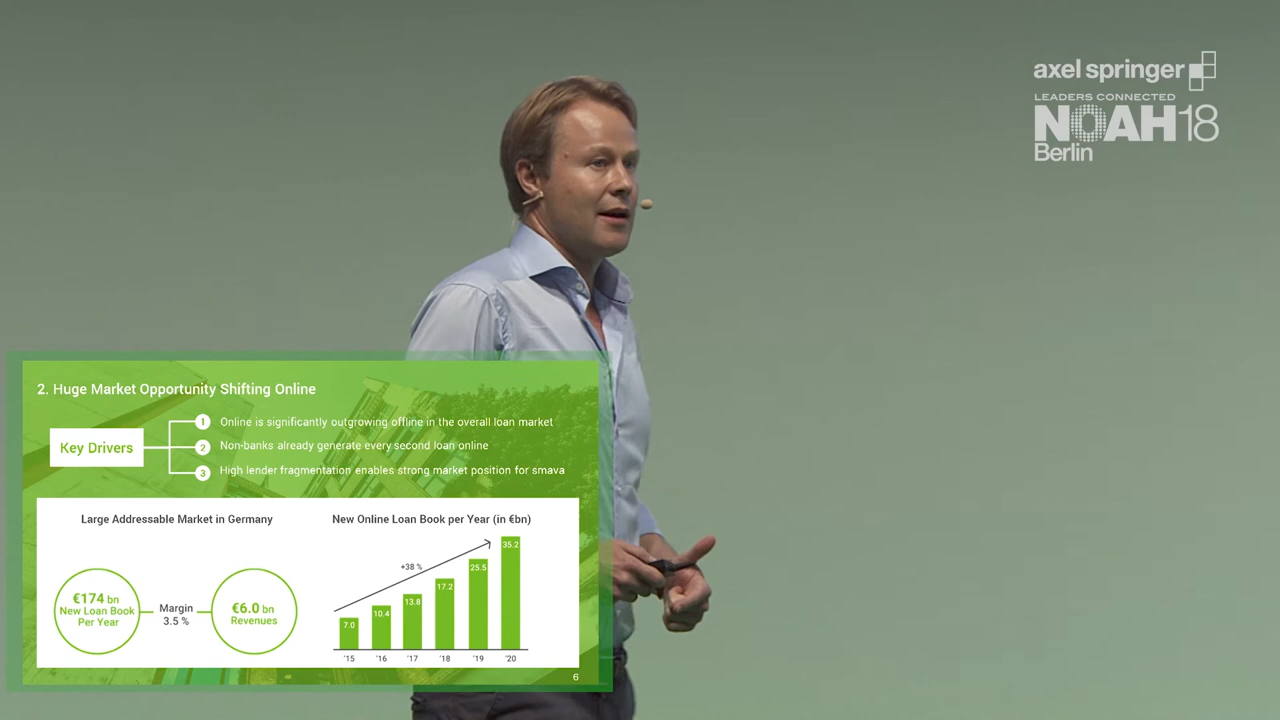 axel springer
LEADERS CONNECTED
NOAH18
Berlin
2. Huge Market Opportunity Shifting Online
Key Drivers
1 Online is significantly outgrowing offline in the overall loan market
2 Non-banks already generate every second loan online
3 High lender fragmentation enables strong market position for smava
Large Addressable Market in Germany
€174 bn
New Loan Book
Per Year
Margin
3.5 %
€6.0 bn
Revenues
New Online Loan Book per Year (in €bn)
+38 %
7.0 10.4 13.8 17.2 25.5 35.2
'15 '16 '17 '18 '19 '20
6